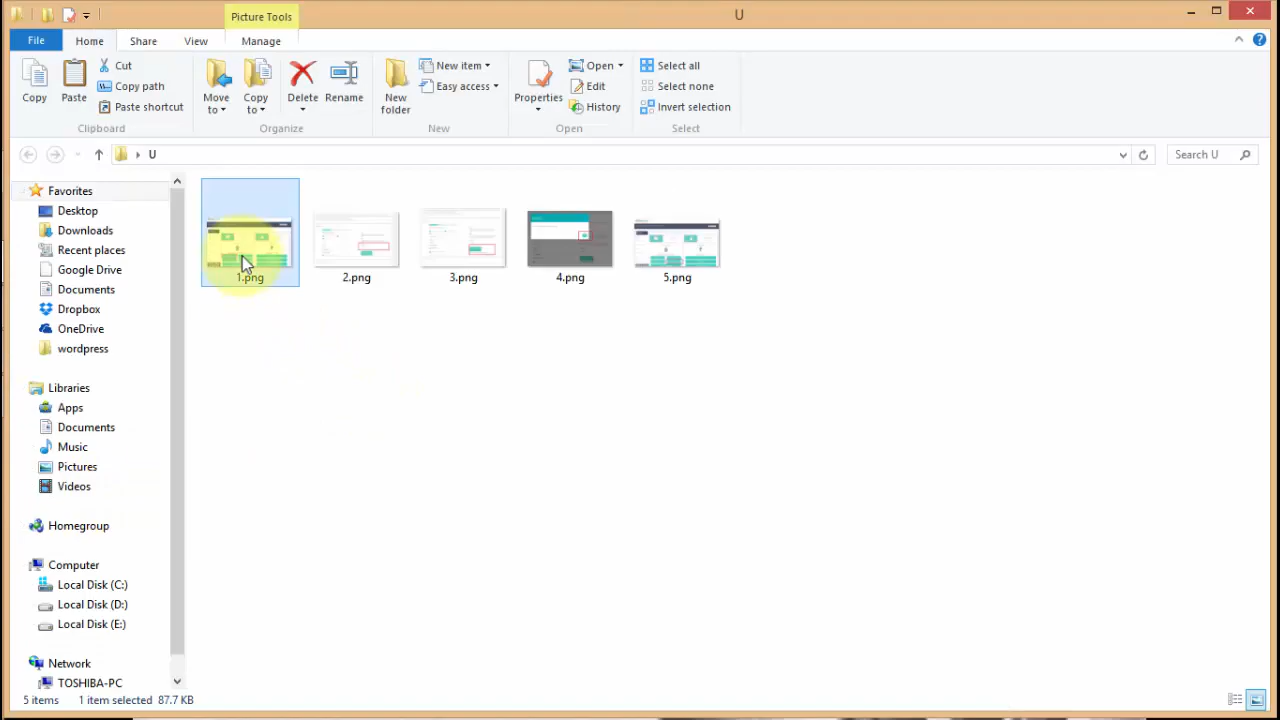 Picture Tools
U
File
Home
Share
View
Manage
Copy
Paste
Cut
Copy path
Paste shortcut
Clipboard
Move to
Copy to
Delete
Rename
Organize
New folder
New item
Easy access
New
Properties
Open
Edit
History
Open
Select all
Select none
Invert selection
Select
U
Search U
Favorites
Desktop
Downloads
Recent places
Google Drive
Documents
Dropbox
OneDrive
wordpress
Libraries
Apps
Documents
Music
Pictures
Videos
Homegroup
Computer
Local Disk (C:)
Local Disk (D:)
Local Disk (E:)
Network
TOSHIBA-PC
1.png
2.png
3.png
4.png
5.png
5 items
1 item selected 87.7 KB